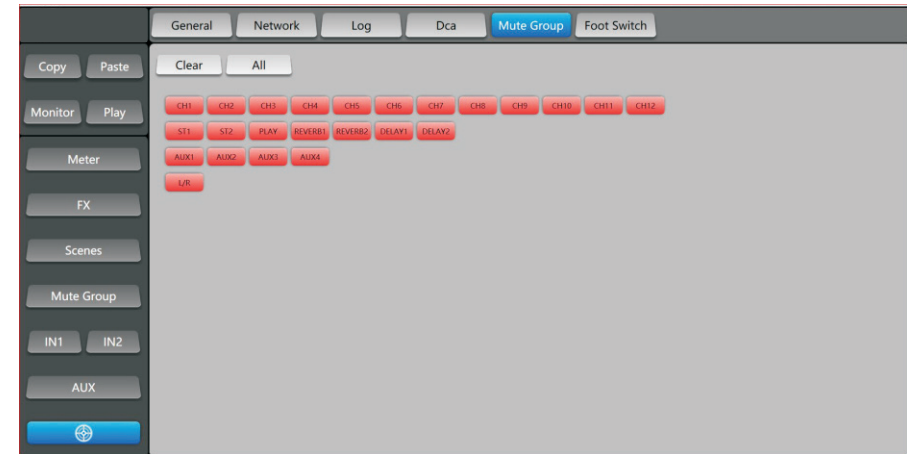 General Network Log Dca Mute Group Foot Switch
Copy Paste
Clear All
Monitor Play
CH1 CH2 CH3 CH4 CH5 CH6 CH7 CH8 CH9 CH10 CH11 CH12
ST1 ST2 PLAY REVERB1 REVERB2 DELAY1 DELAY2
AUX1 AUX2 AUX3 AUX4
L/R
Meter
FX
Scenes
Mute Group
IN1 IN2
AUX